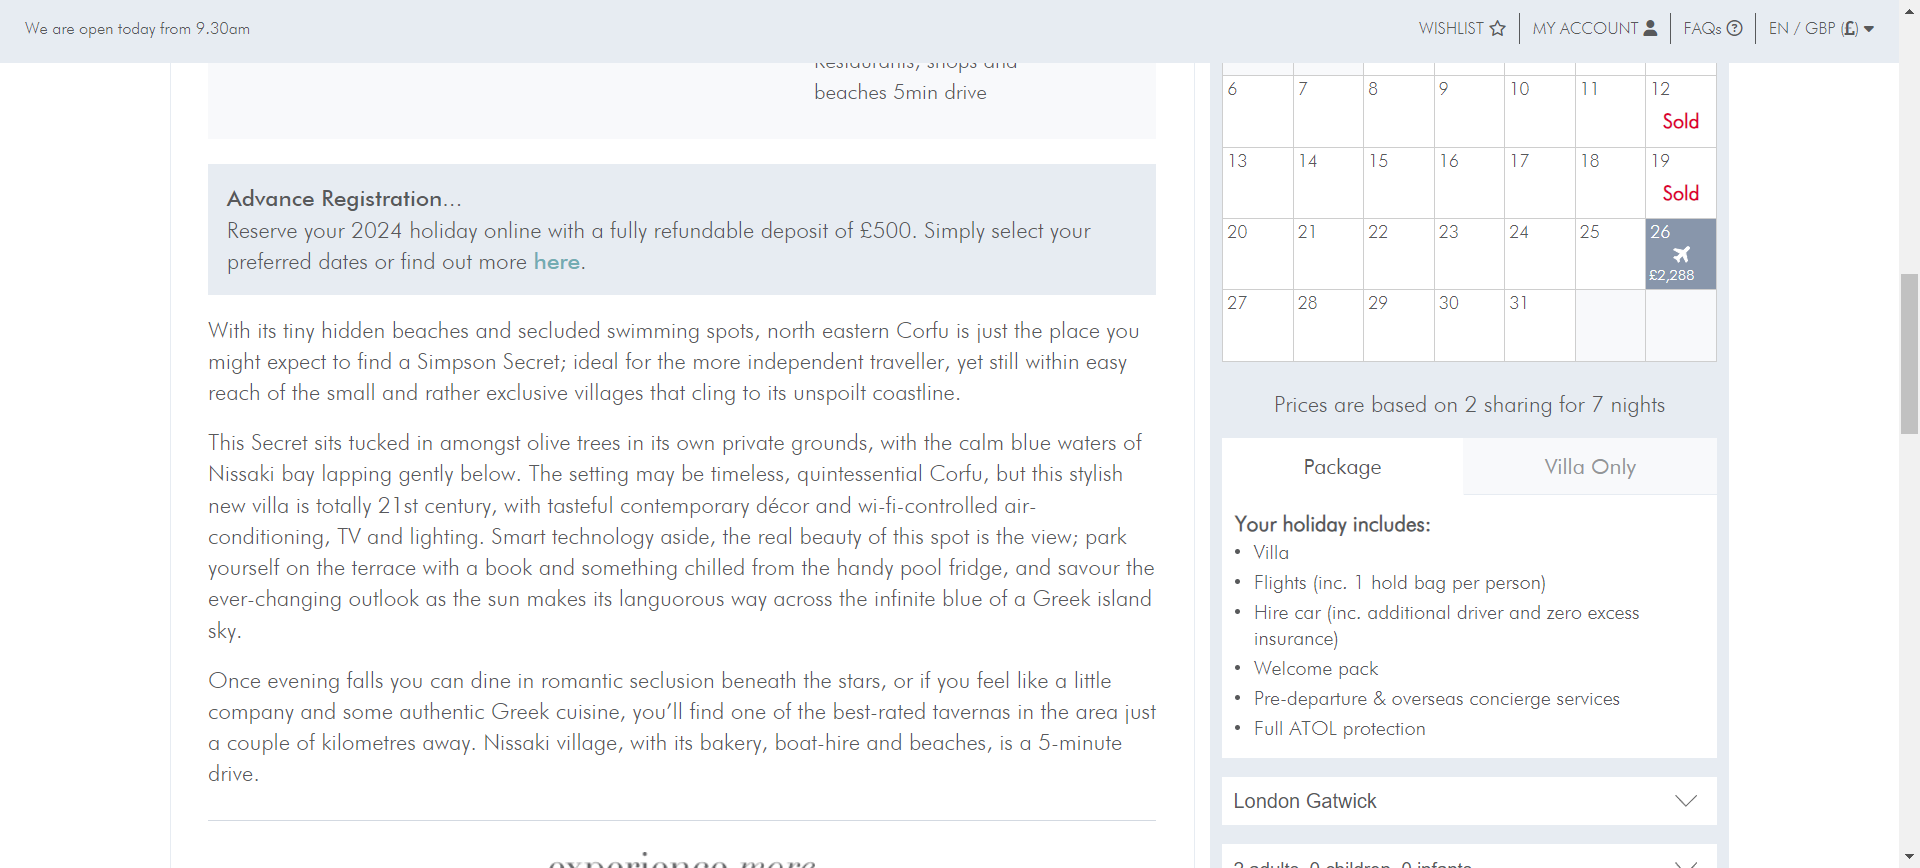 We are open today from 9.30am
WISHLIST
MY ACCOUNT
FAQs
EN / GBP (£)
Restaurants, shops and
beaches 5min drive
Advance Registration...
Reserve your 2024 holiday online with a fully refundable deposit of £500. Simply select your
preferred dates or find out more here.
With its tiny hidden beaches and secluded swimming spots, north eastern Corfu is just the place you
might expect to find a Simpson Secret; ideal for the more independent traveller, yet still within easy
reach of the small and rather exclusive villages that cling to its unspoilt coastline.
This Secret sits tucked in amongst olive trees in its own private grounds, with the calm blue waters of
Nissaki bay lapping gently below. The setting may be timeless, quintessential Corfu, but this stylish
new villa is totally 21st century, with tasteful contemporary décor and wi-fi-controlled air-
conditioning, TV and lighting. Smart technology aside, the real beauty of this spot is the view; park
yourself on the terrace with a book and something chilled from the handy pool fridge, and savour the
ever-changing outlook as the sun makes its languorous way across the infinite blue of a Greek island
sky.
Once evening falls you can dine in romantic seclusion beneath the stars, or if you feel like a little
company and some authentic Greek cuisine, you’ll find one of the best-rated tavernas in the area just
a couple of kilometres away. Nissaki village, with its bakery, boat-hire and beaches, is a 5-minute
drive.
experience more
6 7 8 9 10 11 12
Sold
13 14 15 16 17 18 19
Sold
20 21 22 23 24 25 26
£2,288
27 28 29 30 31
Prices are based on 2 sharing for 7 nights
Package
Villa Only
Your holiday includes:
• Villa
• Flights (inc. 1 hold bag per person)
• Hire car (inc. additional driver and zero excess
insurance)
• Welcome pack
• Pre-departure & overseas concierge services
• Full ATOL protection
London Gatwick
2 adults, 0 children, 0 infants